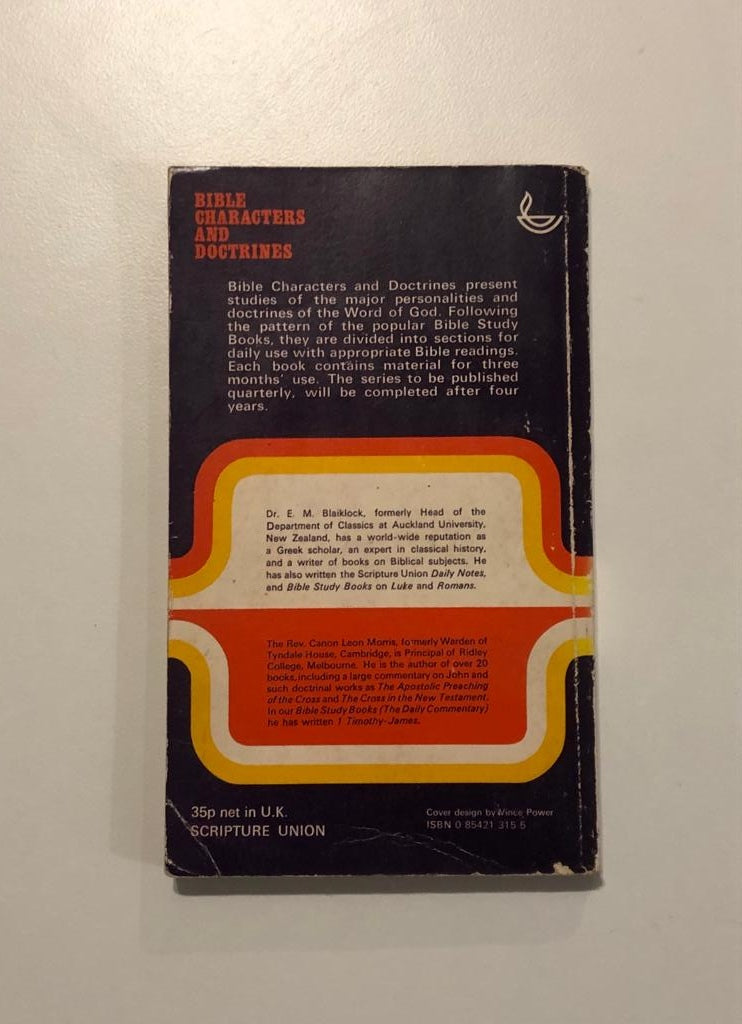 BIBLE
CHARACTERS
AND
DOCTRINES
Bible Characters and Doctrines present
studies of the major personalities and
doctrines of the Word of God. Following
the pattern of the popular Bible Study
Books, they are divided into sections for
daily use with appropriate Bible readings.
Each book contains material for three
months' use. The series to be published
quarterly, will be completed after four
years.
Dr. E. M. Blaiklock, formerly Head of the
Department of Classics at Auckland University,
New Zealand, has a world-wide reputation as
a Greek scholar, an expert in classical history,
and a writer of books on Biblical subjects. He
has also written the Scripture Union Daily Notes,
and Bible Study Books on Luke and Romans.
The Rev. Canon Leon Morris, formerly Warden of
Tyndale House, Cambridge, is Principal of Ridley
College, Melbourne. He is the author of over 20
books, including a large commentary on John and
such doctrinal works as The Apostolic Preaching
of the Cross and The Cross in the New Testament.
In our Bible Study Books (The Daily Commentary)
he has written 1 Timothy-James.
35p net in U.K.
SCRIPTURE UNION
Cover design by Vince Power
ISBN 0 85421 315 5